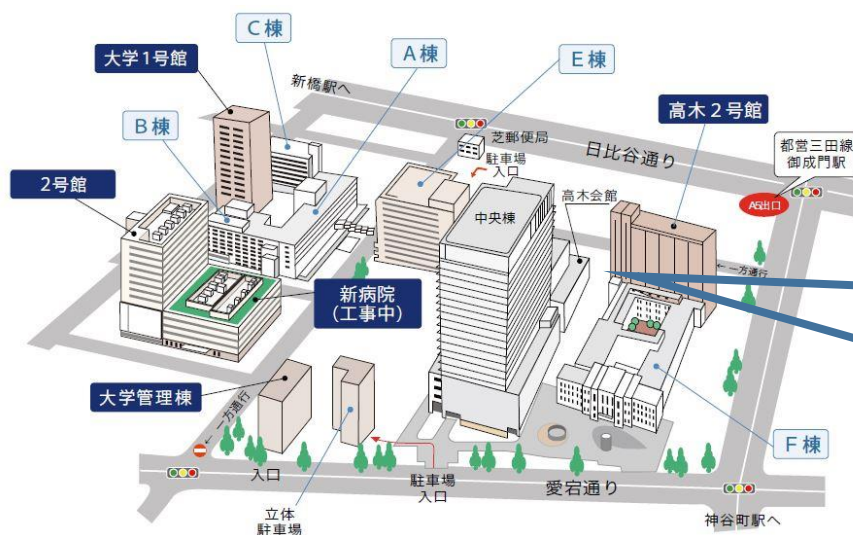 C棟
大学1号館
A棟
E棟
新橋駅へ
高木2号館
芝郵便局
日比谷通り
都営三田線
御成門駅
B棟
駐車場
入口
2号館
高木会館
A5出口
中央棟
←一方通行
新病院
(工事中)
大学管理棟
←一方通行
F棟
入口
駐車場
入口
愛宕通り
立体
駐車場
神谷町駅へ